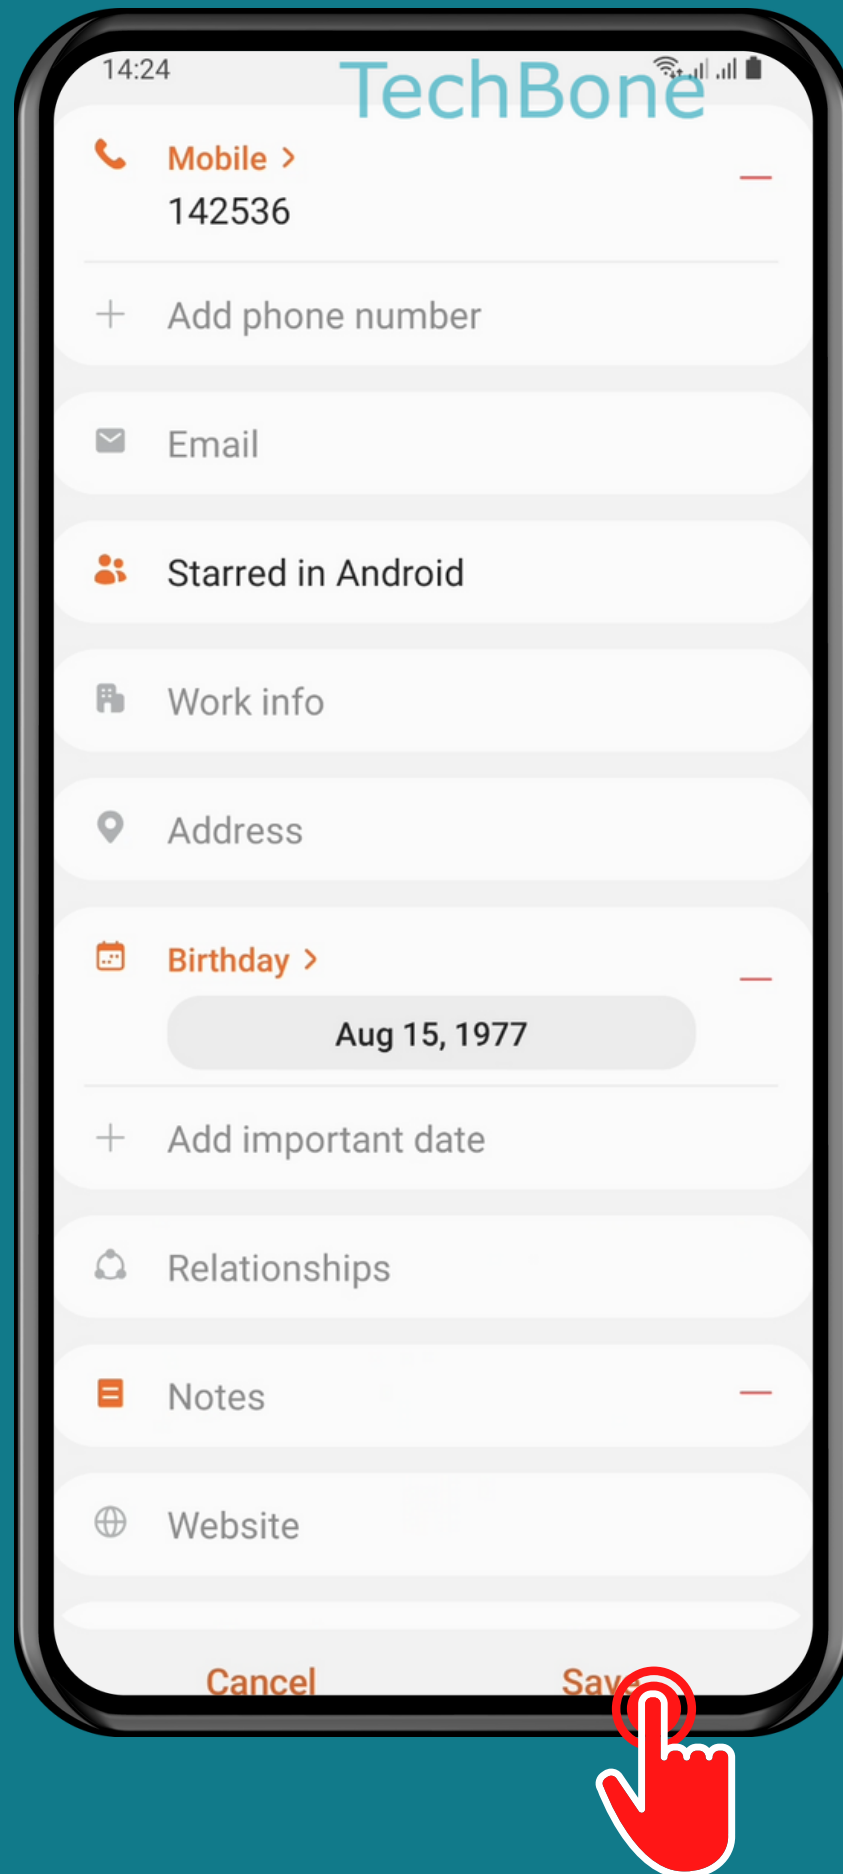 14:24
TechBone
Mobile >
142536
Add phone number
Email
Starred in Android
Work info
Address
Birthday >
Aug 15, 1977
Add important date
Relationships
Notes
Website
Cancel
Save